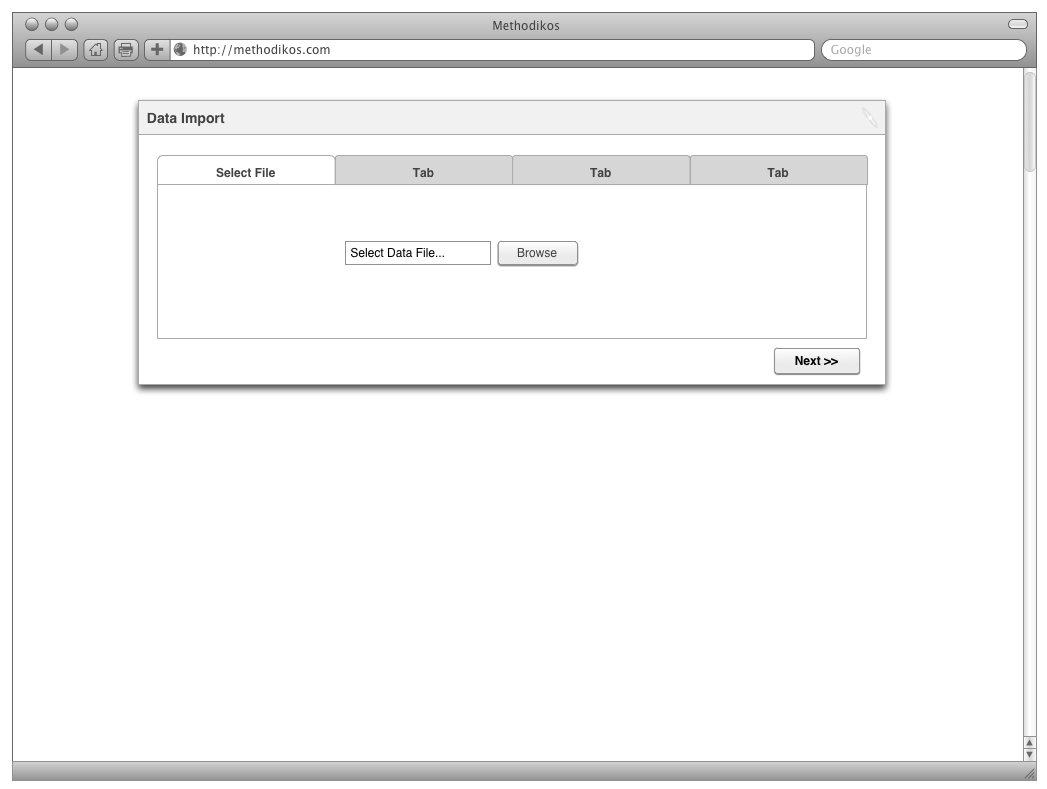 Methodikos
http://methodikos.com
Google
Data Import
Select File
Tab
Tab
Tab
Select Data File...
Browse
Next >>